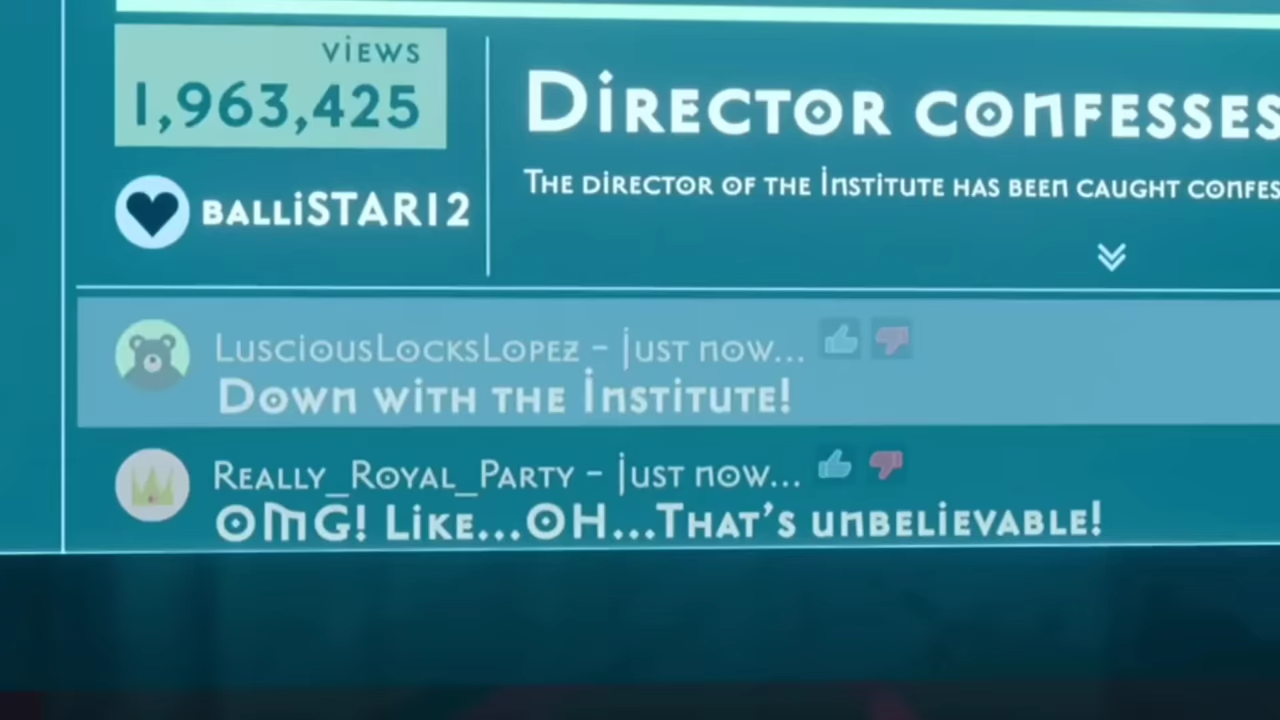 VIEWS
1,963,425
BALLISTAR12
DIRECTOR CONFESSES
THE DIRECTOR OF THE INSTITUTE HAS BEEN CAUGHT CONFES
LUSCIOUSLOCKSLOPEZ - JUST NOW...
DOWN WITH THE INSTITUTE!
REALLY_ROYAL_PARTY - JUST NOW...
OMG! LIKE...OH...THAT'S UNBELIEVABLE!